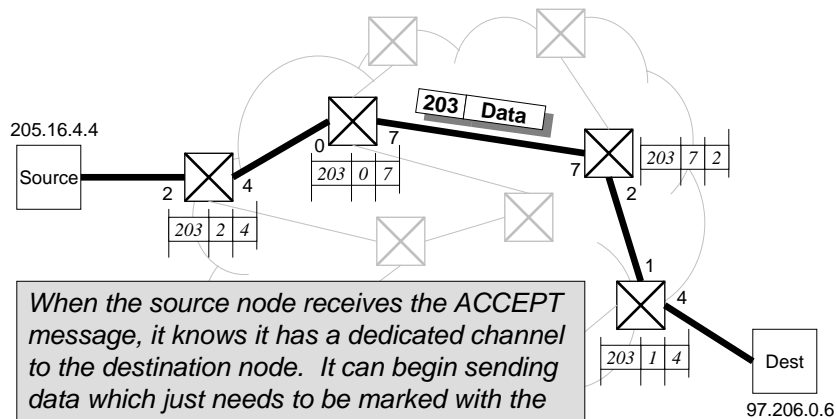 203 Data
205.16.4.4
Source
2
4
203 2 4
0
7
203 0 7
7
2
203 7 2
1
4
203 1 4
Dest
97.206.0.6
When the source node receives the ACCEPT
message, it knows it has a dedicated channel
to the destination node. It can begin sending
data which just needs to be marked with the